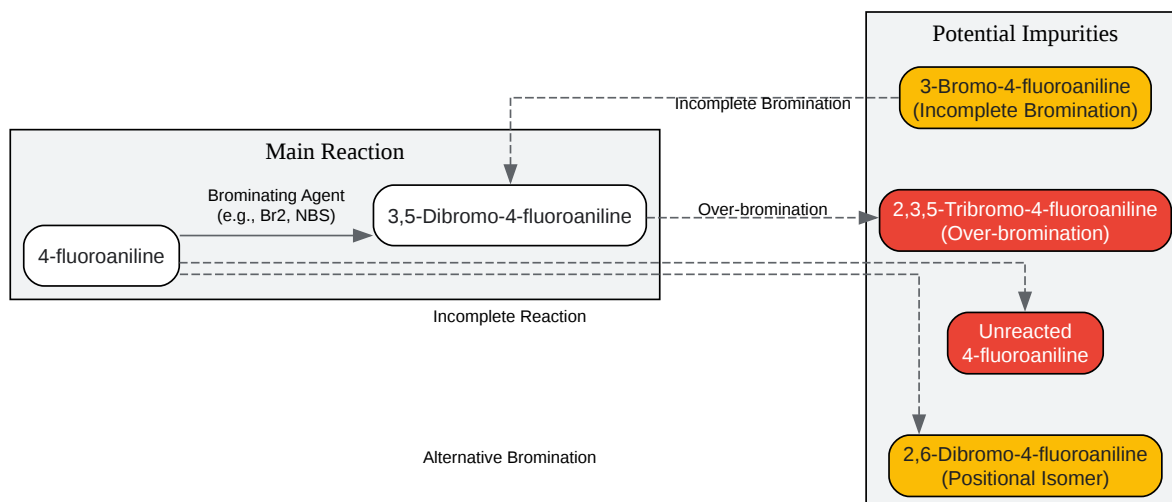 Potential Impurities
3-Bromo-4-fluoroaniline
(Incomplete Bromination)
Incomplete Bromination
Main Reaction
Brominating Agent
(e.g., Br2, NBS)
3,5-Dibromo-4-fluoroaniline
Over-bromination
2,3,5-Tribromo-4-fluoroaniline
(Over-bromination)
4-fluoroaniline
Incomplete Reaction
Unreacted
4-fluoroaniline
Alternative Bromination
2,6-Dibromo-4-fluoroaniline
(Positional Isomer)